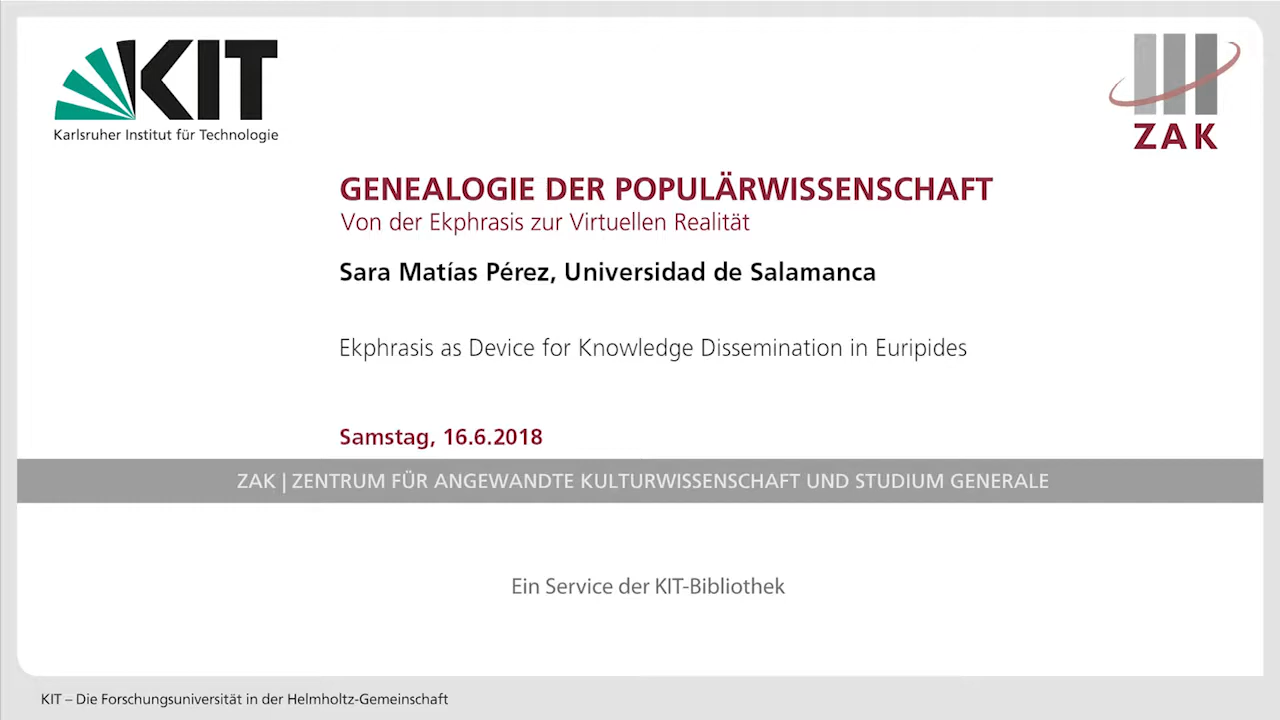 KIT
Karlsruher Institut für Technologie
ZAK
GENEALOGIE DER POPULÄRWISSENSCHAFT
Von der Ekphrasis zur Virtuellen Realität
Sara Matías Pérez, Universidad de Salamanca
Ekphrasis as Device for Knowledge Dissemination in Euripides
Samstag, 16.6.2018
ZAK | ZENTRUM FÜR ANGEWANDTE KULTURWISSENSCHAFT UND STUDIUM GENERALE
Ein Service der KIT-Bibliothek
KIT – Die Forschungsuniversität in der Helmholtz-Gemeinschaft